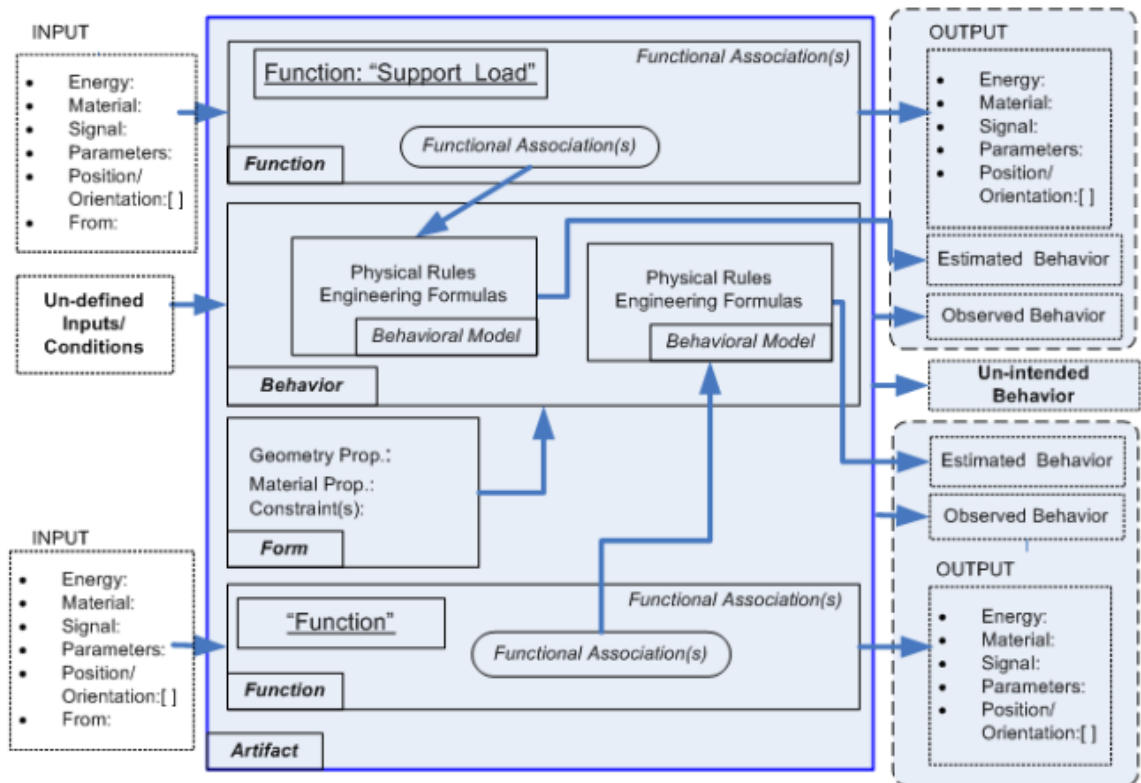 INPUT
• Energy:
• Material:
• Signal:
• Parameters:
• Position/
Orientation:[ ]
• From:
Un-defined
Inputs/
Conditions
INPUT
• Energy:
• Material:
• Signal:
• Parameters:
• Position/
Orientation:[ ]
• From:
Functional Association(s)
Function: “Support Load”
Functional Association(s)
Function
Physical Rules
Engineering Formulas
Behavioral Model
Physical Rules
Engineering Formulas
Behavioral Model
Behavior
Geometry Prop.:
Material Prop.:
Constraint(s):
Form
Functional Association(s)
“Function”
Functional Association(s)
Function
Artifact
OUTPUT
• Energy:
• Material:
• Signal:
• Parameters:
• Position/
Orientation:[ ]
Estimated Behavior
Observed Behavior
Un-intended
Behavior
Estimated Behavior
Observed Behavior
OUTPUT
• Energy:
• Material:
• Signal:
• Parameters:
• Position/
Orientation:[ ]